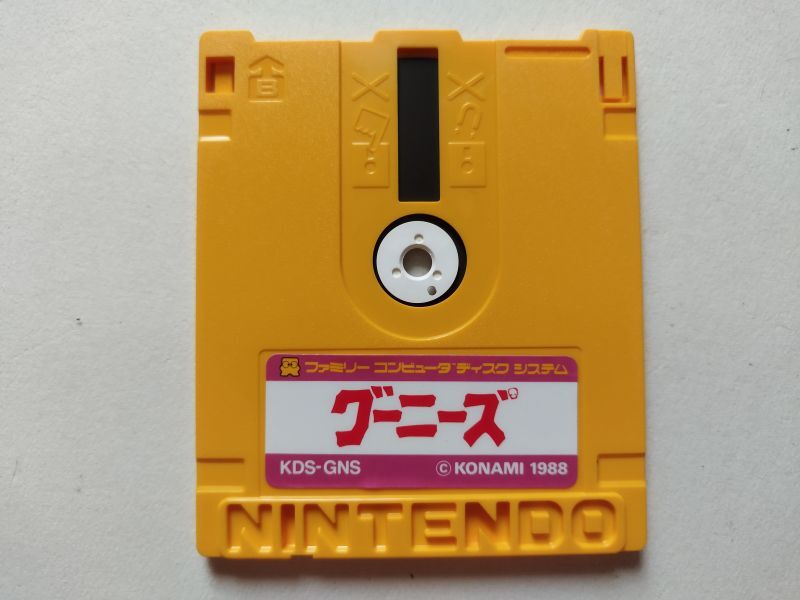 B
ファミリー コンピュータ ディスク システム
グーニーズ
KDS-GNS ©KONAMI 1988
NINTENDO